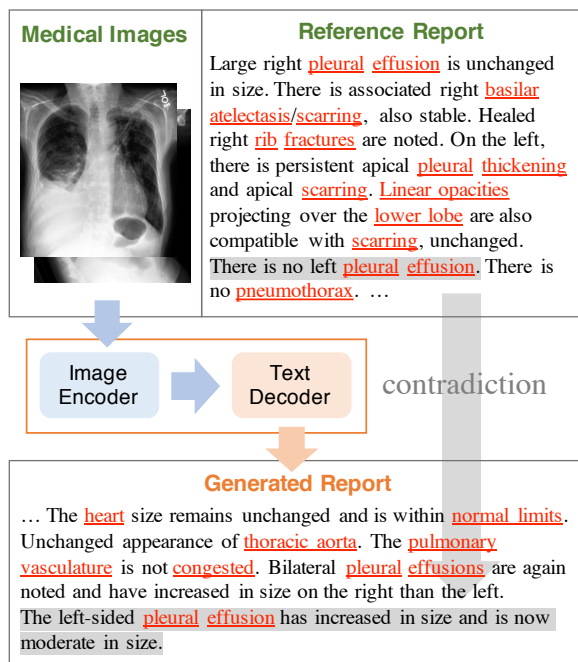 Medical Images
Reference Report
Large right pleural effusion is unchanged
in size. There is associated right basilar
atelectasis/scarring, also stable. Healed
right rib fractures are noted. On the left,
there is persistent apical pleural thickening
and apical scarring. Linear opacities
projecting over the lower lobe are also
compatible with scarring, unchanged.
There is no left pleural effusion. There is
no pneumothorax. …
Image
Encoder
Text
Decoder
contradiction
Generated Report
… The heart size remains unchanged and is within normal limits.
Unchanged appearance of thoracic aorta. The pulmonary
vasculature is not congested. Bilateral pleural effusions are again
noted and have increased in size on the right than the left.
The left-sided pleural effusion has increased in size and is now
moderate in size.